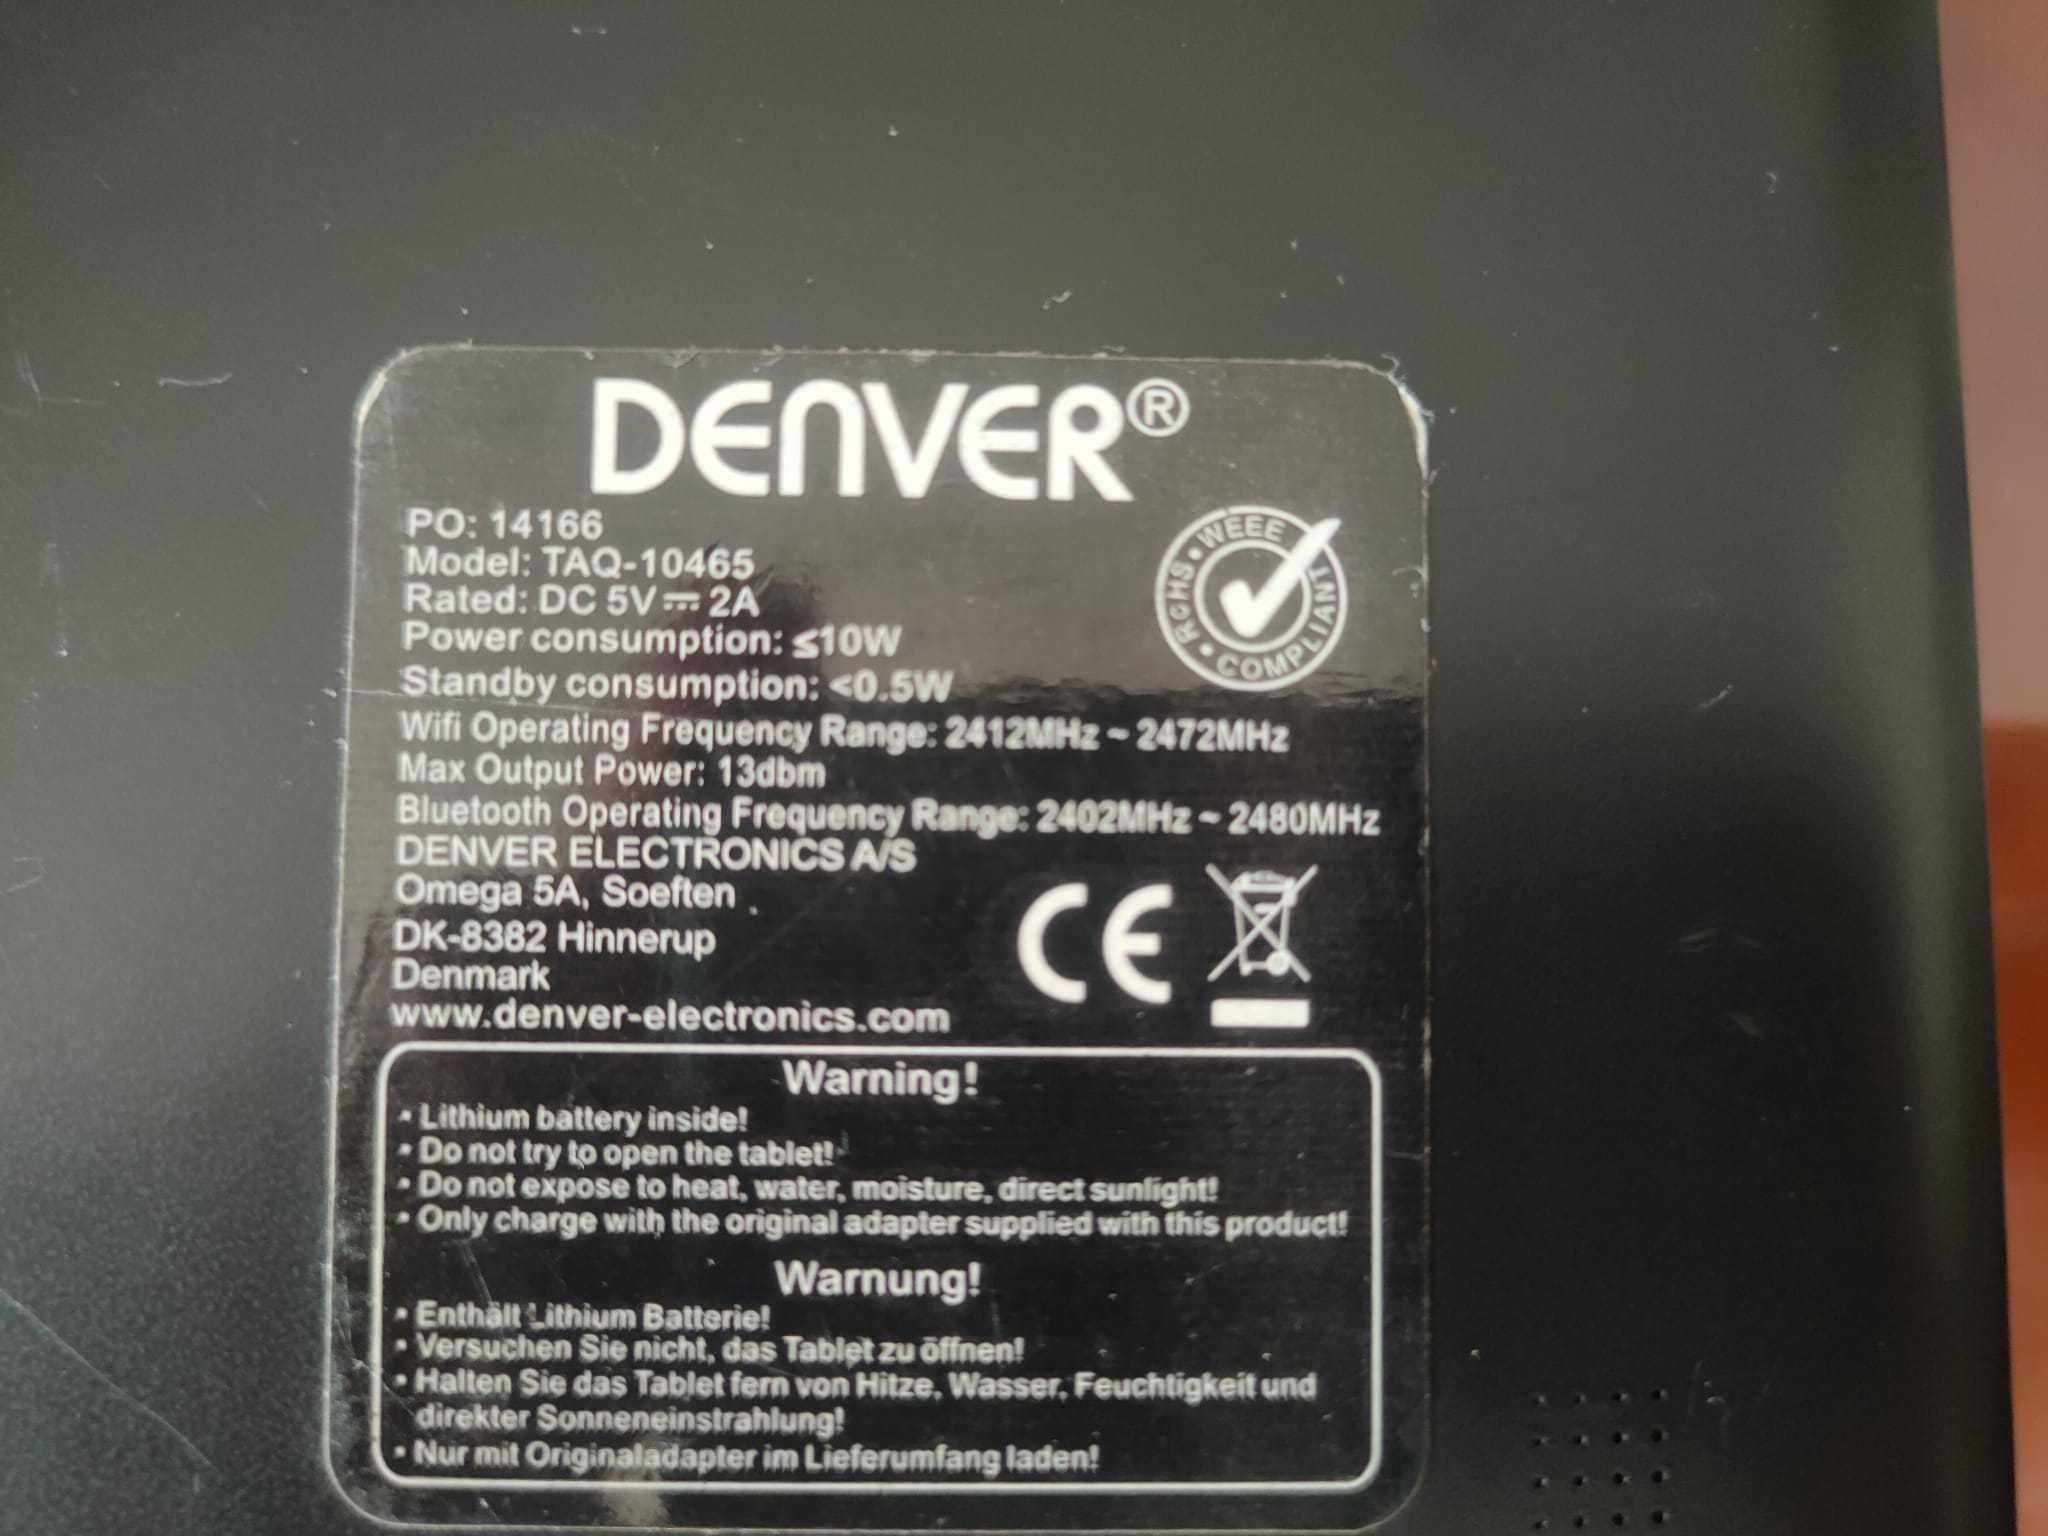 DENVER®
PO: 14166
Model: TAQ-10465
Rated: DC 5V⎓2A
Power consumption: ≤10W
Standby consumption: <0.5W
Wifi Operating Frequency Range: 2412MHz ~ 2472MHz
Max Output Power: 13dbm
Bluetooth Operating Frequency Range: 2402MHz ~ 2480MHz
DENVER ELECTRONICS A/S
Omega 5A, Soeften
DK-8382 Hinnerup
Denmark
www.denver-electronics.com
RoHS • WEEE
• COMPLIANT
CE
Warning!
• Lithium battery inside!
• Do not try to open the tablet!
• Do not expose to heat, water, moisture, direct sunlight!
• Only charge with the original adapter supplied with this product!
Warnung!
• Enthält Lithium Batterie!
• Versuchen Sie nicht, das Tablet zu öffnen!
• Halten Sie das Tablet fern von Hitze, Wasser, Feuchtigkeit und
direkter Sonneneinstrahlung!
• Nur mit Originaladapter im Lieferumfang laden!